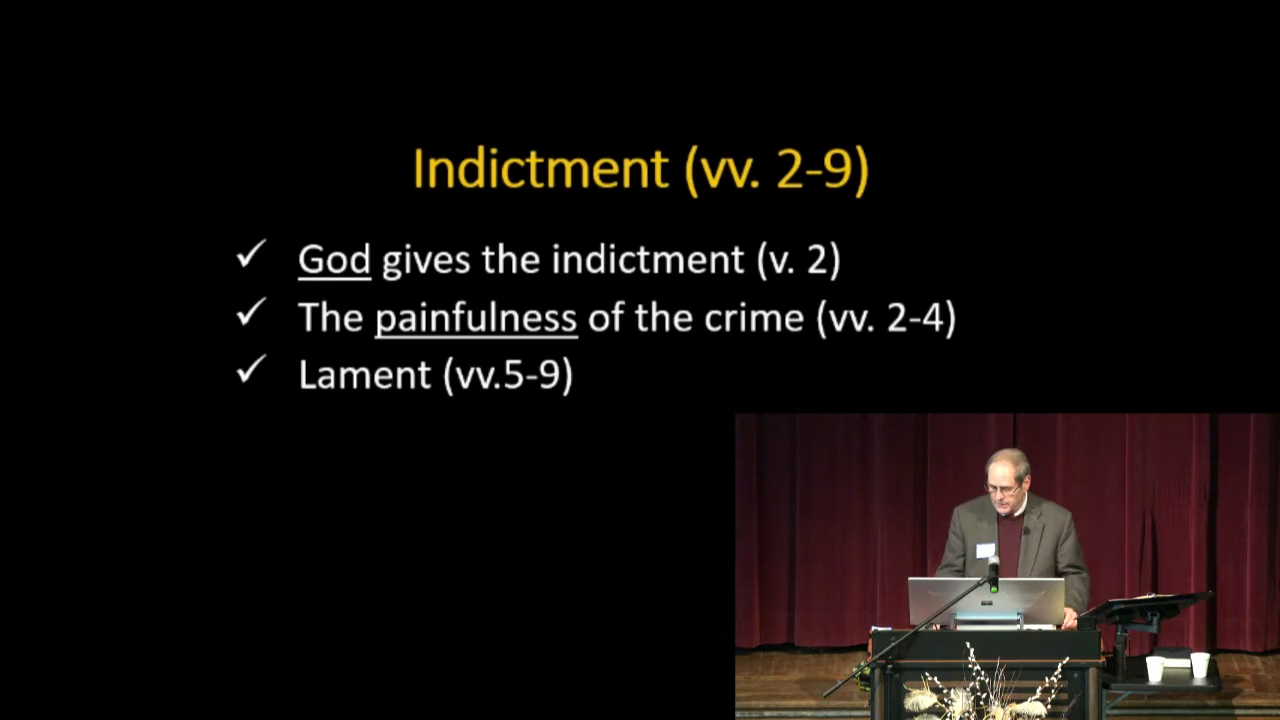 Indictment (vv. 2-9)
✓ God gives the indictment (v. 2)
✓ The painfulness of the crime (vv. 2-4)
✓ Lament (vv.5-9)